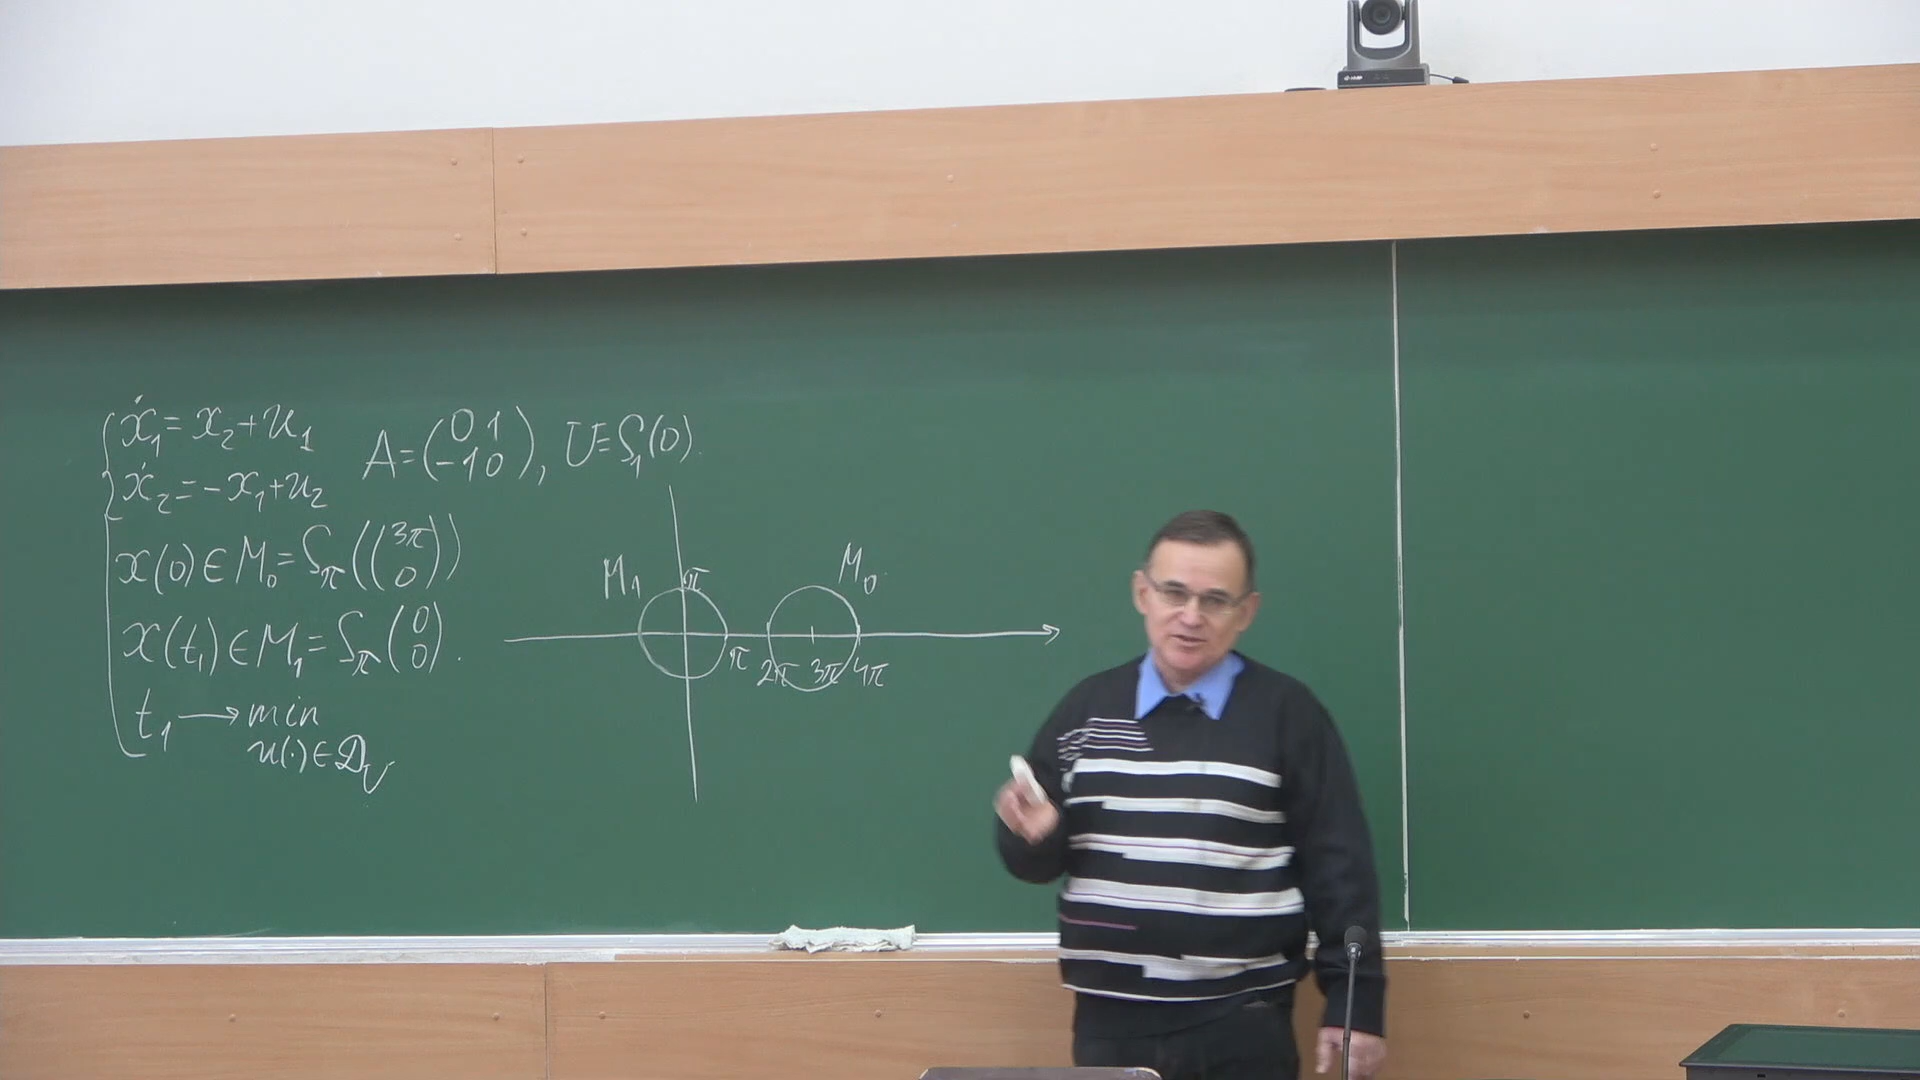 ẋ₁ = x₂ + u₁
ẋ₂ = -x₁ + u₂
A = (0 1 -1 0), U = S₁(0).
x(0) ∈ M₀ = S_π((3π 0))
x(t₁) ∈ M₁ = S_π(0 0).
t₁ → min
u(·) ∈ D_U
M₁
π
M₀
π
2π
3π
4π